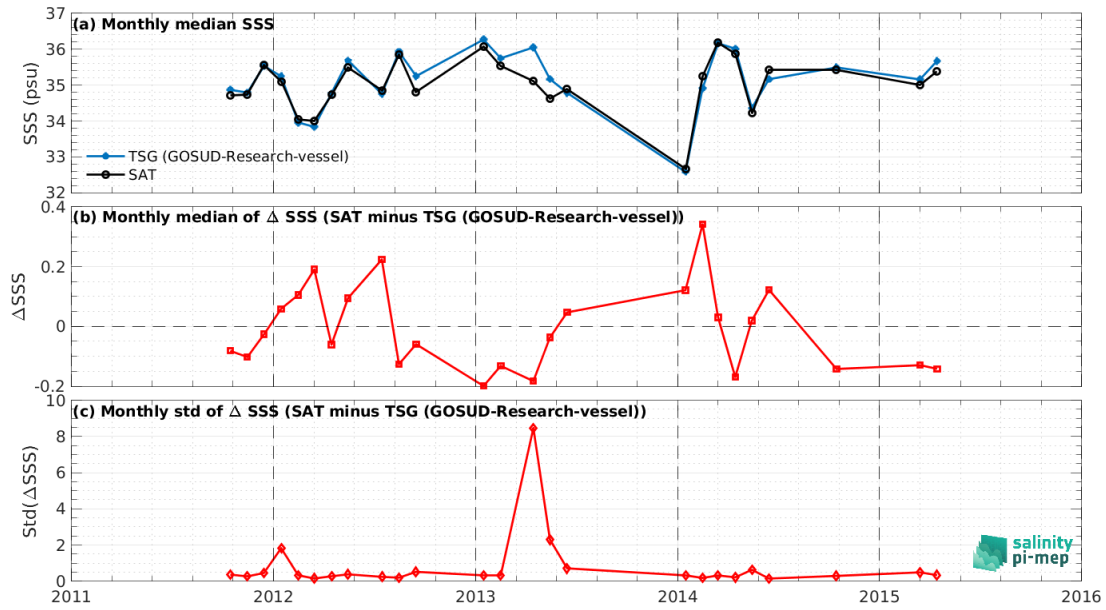 (a) Monthly median SSS
37
36
35
34
33
32
SSS (psu)
TSG (GOSUD-Research-vessel)
SAT
(b) Monthly median of Δ SSS (SAT minus TSG (GOSUD-Research-vessel))
0.4
0.2
0
-0.2
ΔSSS
(c) Monthly std of Δ SSS (SAT minus TSG (GOSUD-Research-vessel))
10
8
6
4
2
0
Std(ΔSSS)
salinity
pi-mep
2011 2012 2013 2014 2015 2016